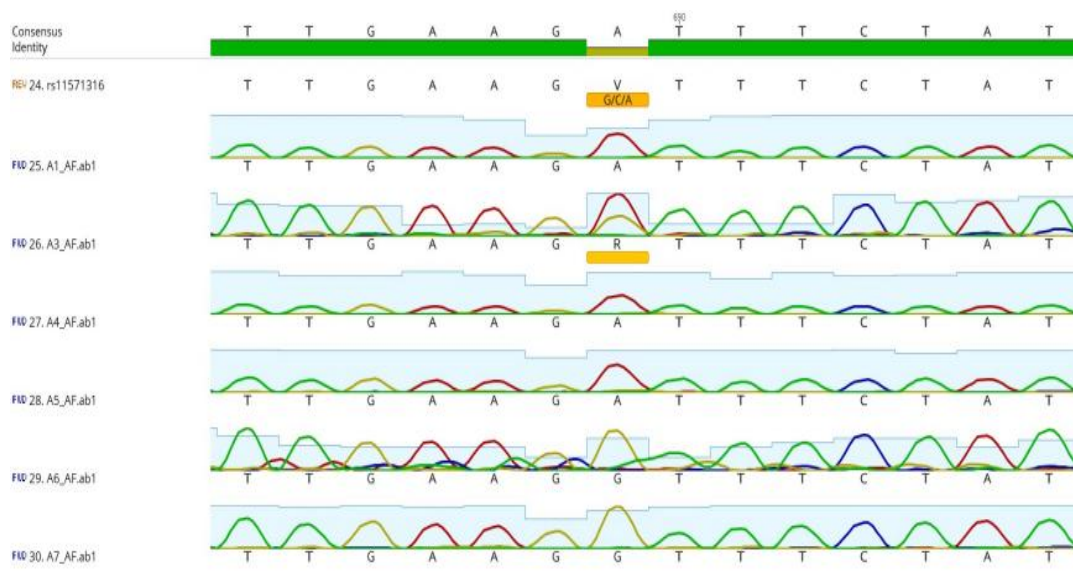 690
Consensus T T G A A G A T T T C T A T
Identity
REV 24. rs11571316 T T G A A G V T T T C T A T
G/C/A
FWD 25. A1_AF.ab1 T T G A A G A T T T C T A T
FWD 26. A3_AF.ab1 T T G A A G R T T T C T A T
FWD 27. A4_AF.ab1 T T G A A G A T T T C T A T
FWD 28. A5_AF.ab1 T T G A A G A T T T C T A T
FWD 29. A6_AF.ab1 T T G A A G G T T T C T A T
FWD 30. A7_AF.ab1 T T G A A G G T T T C T A T